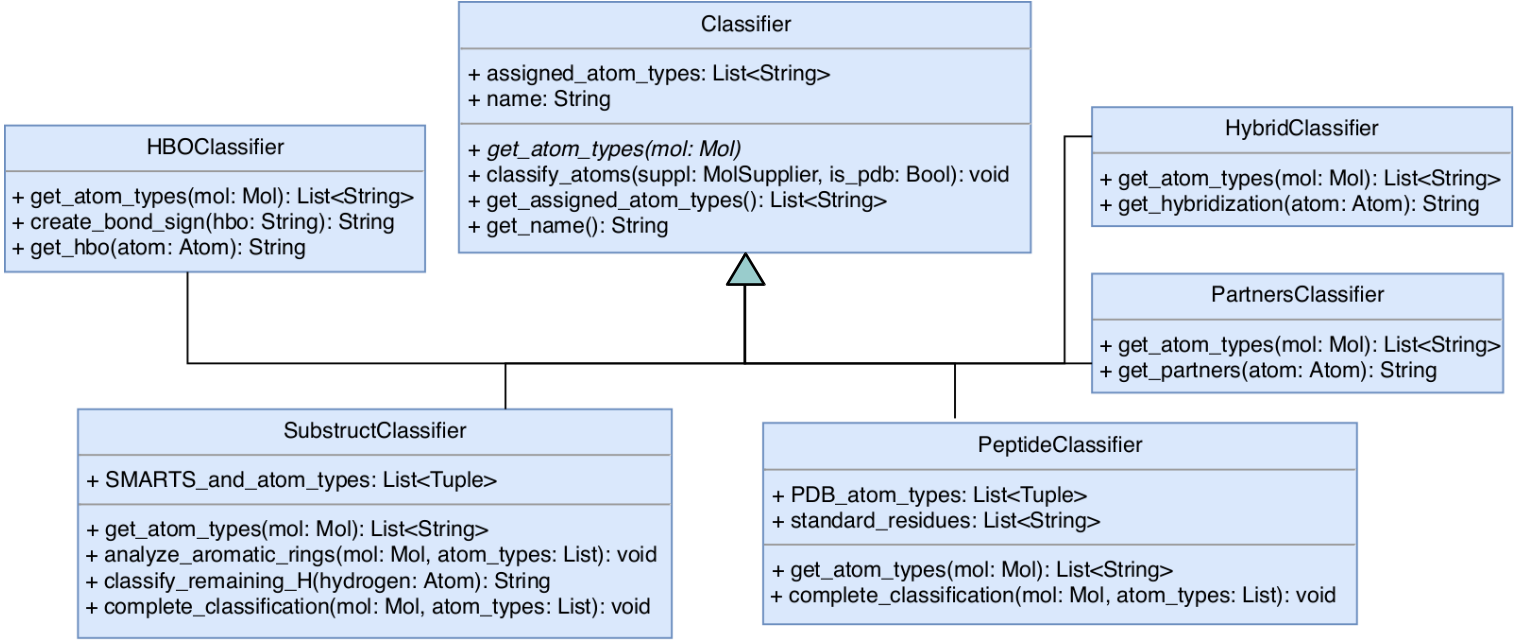 Classifier
+ assigned_atom_types: List<String>
+ name: String
+ get_atom_types(mol: Mol)
+ classify_atoms(suppl: MolSupplier, is_pdb: Bool): void
+ get_assigned_atom_types(): List<String>
+ get_name(): String
HBOClassifier
+ get_atom_types(mol: Mol): List<String>
+ create_bond_sign(hbo: String): String
+ get_hbo(atom: Atom): String
HybridClassifier
+ get_atom_types(mol: Mol): List<String>
+ get_hybridization(atom: Atom): String
PartnersClassifier
+ get_atom_types(mol: Mol): List<String>
+ get_partners(atom: Atom): String
SubstructClassifier
+ SMARTS_and_atom_types: List<Tuple>
+ get_atom_types(mol: Mol): List<String>
+ analyze_aromatic_rings(mol: Mol, atom_types: List): void
+ classify_remaining_H(hydrogen: Atom): String
+ complete_classification(mol: Mol, atom_types: List): void
PeptideClassifier
+ PDB_atom_types: List<Tuple>
+ standard_residues: List<String>
+ get_atom_types(mol: Mol): List<String>
+ complete_classification(mol: Mol, atom_types: List): void